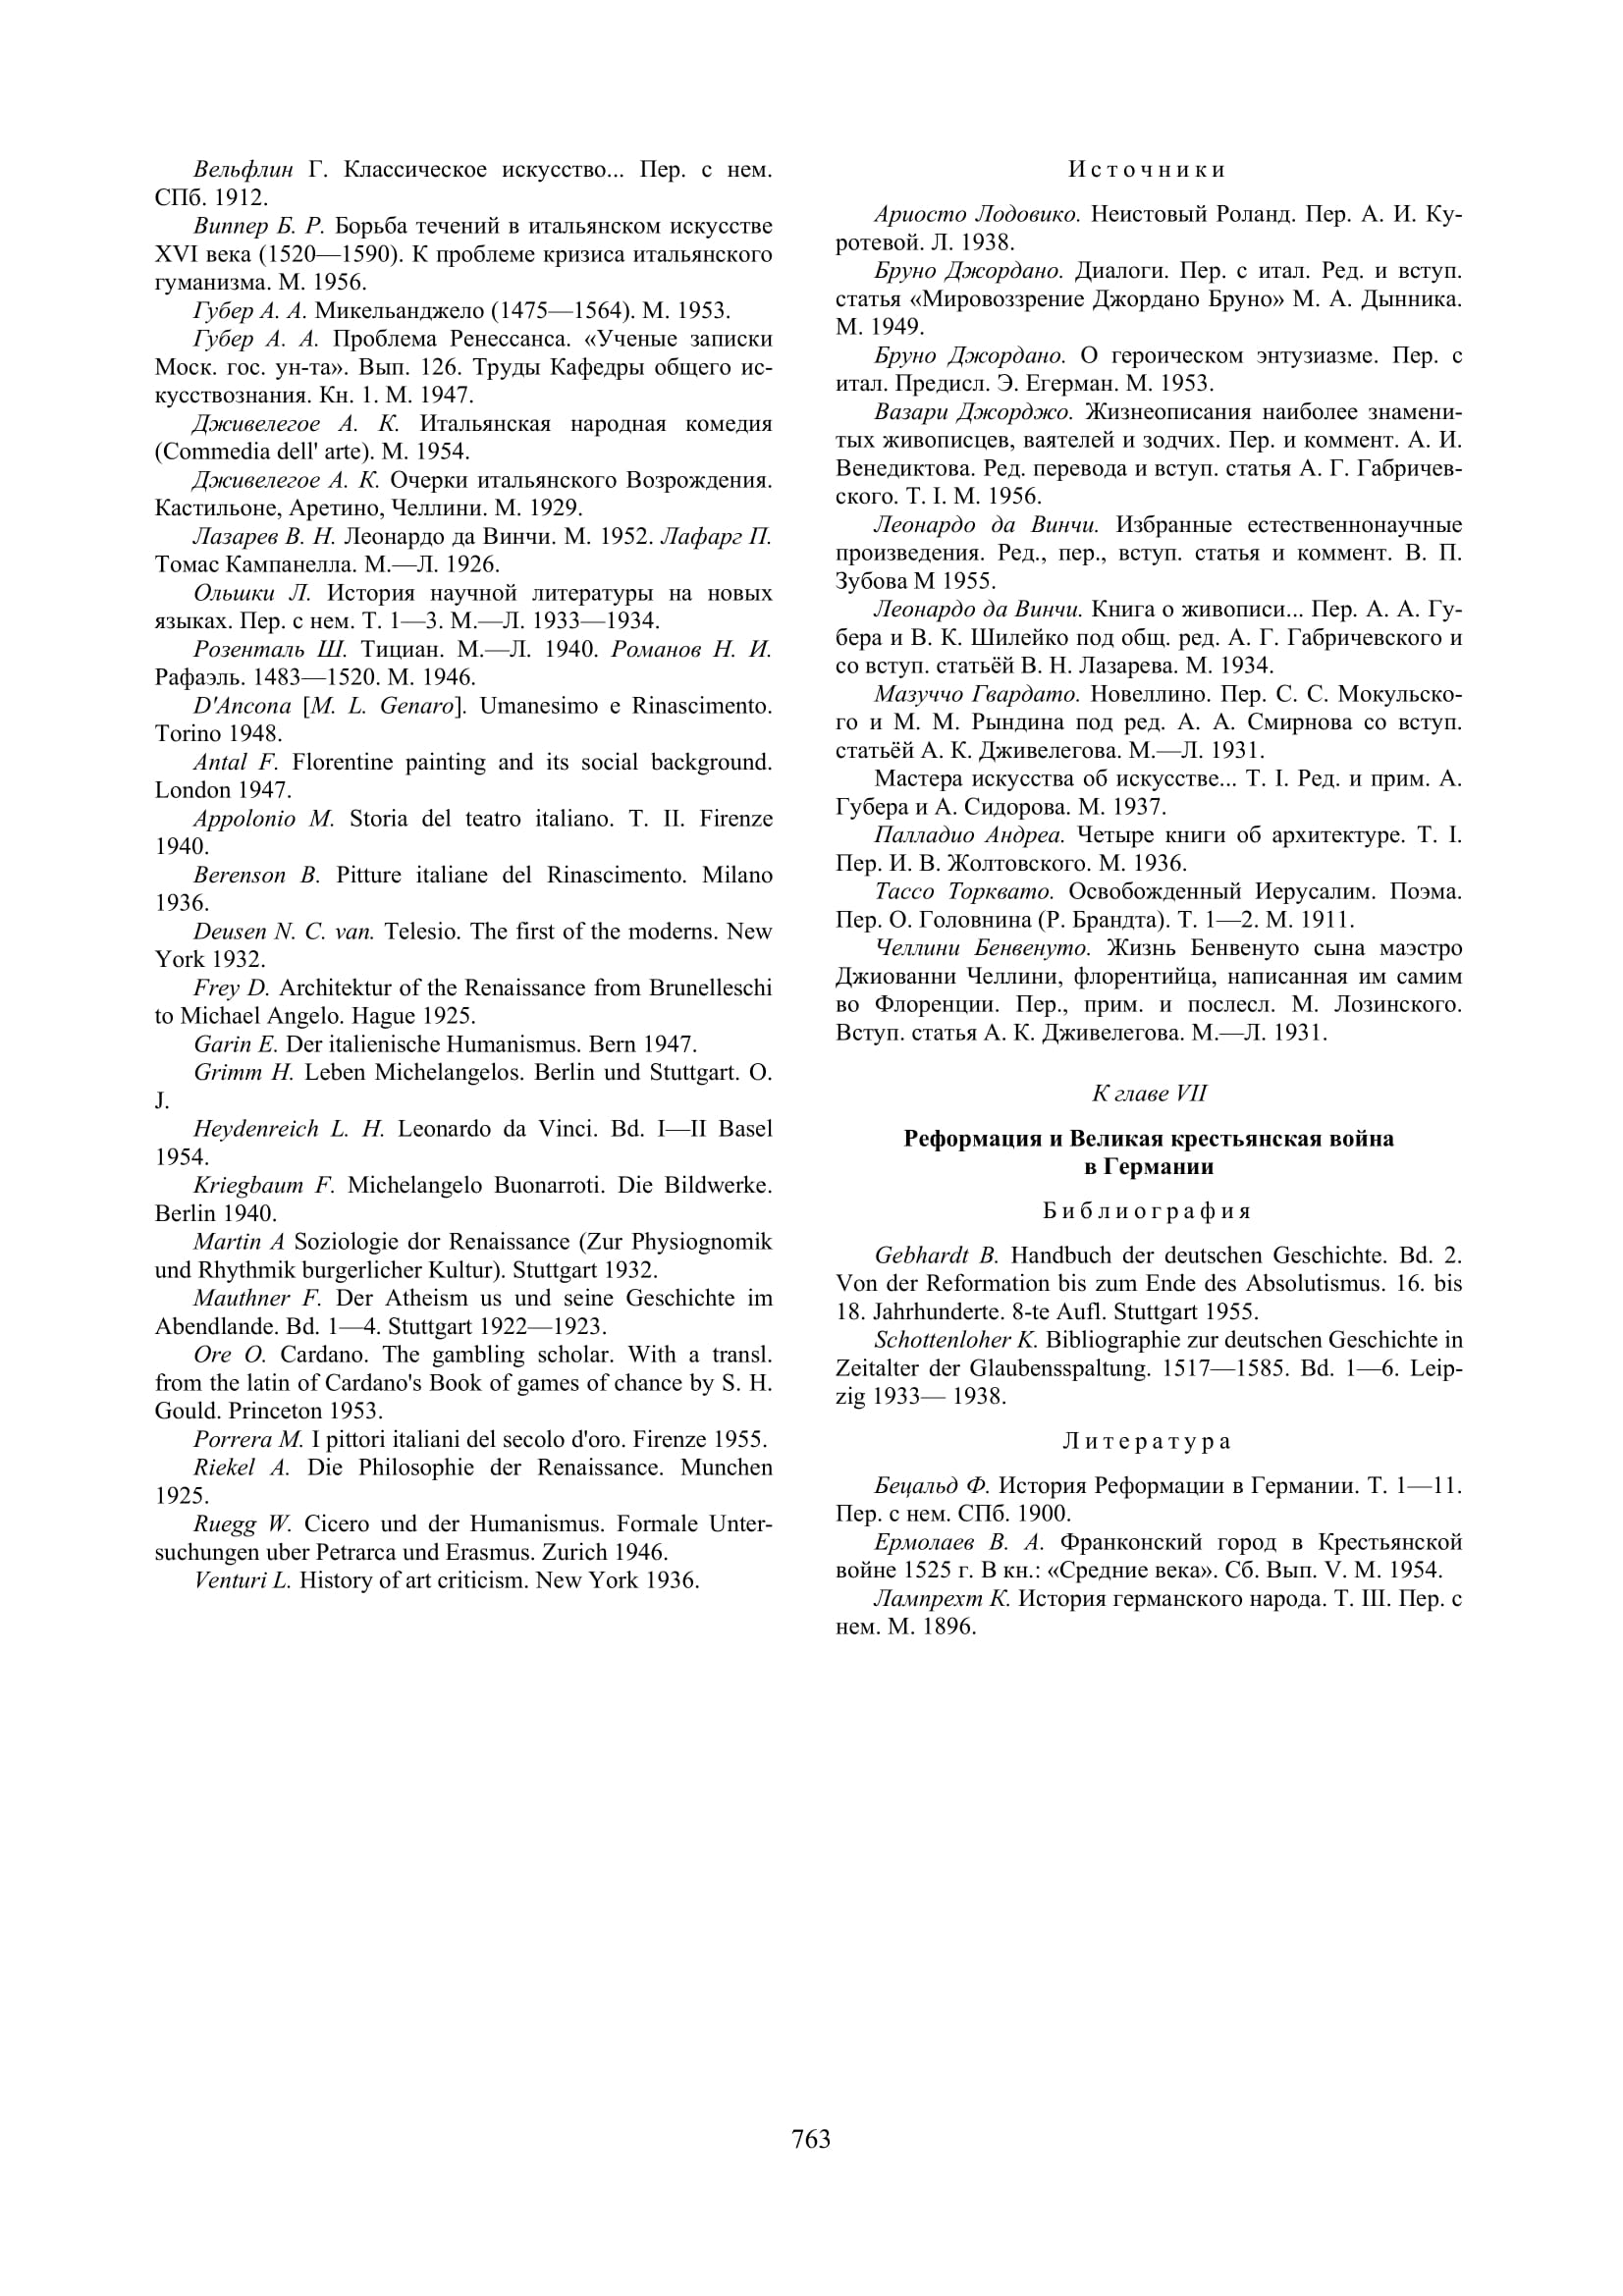 Вельфлин Г. Классическое искусство... Пер. с нем.
СПб. 1912.
Виппер Б. Р. Борьба течений в итальянском искусстве
XVI века (1520—1590). К проблеме кризиса итальянского
гуманизма. М. 1956.
Губер А. А. Микельанджело (1475—1564). М. 1953.
Губер А. А. Проблема Ренессанса. «Ученые записки
Моск. гос. ун-та». Вып. 126. Труды Кафедры общего ис-
кусствознания. Кн. 1. М. 1947.
Дживелегое А. К. Итальянская народная комедия
(Commedia dell' arte). М. 1954.
Дживелегое А. К. Очерки итальянского Возрождения.
Кастильоне, Аретино, Челлини. М. 1929.
Лазарев В. Н. Леонардо да Винчи. М. 1952. Лафарг П.
Томас Кампанелла. М.—Л. 1926.
Ольшки Л. История научной литературы на новых
языках. Пер. с нем. Т. 1—3. М.—Л. 1933—1934.
Розенталь Ш. Тициан. М.—Л. 1940. Романов Н. И.
Рафаэль. 1483—1520. М. 1946.
D'Ancona [M. L. Genaro]. Umanesimo e Rinascimento.
Torino 1948.
Antal F. Florentine painting and its social background.
London 1947.
Appolonio M. Storia del teatro italiano. T. II. Firenze
1940.
Berenson B. Pitture italiane del Rinascimento. Milano
1936.
Deusen N. C. van. Telesio. The first of the moderns. New
York 1932.
Frey D. Architektur of the Renaissance from Brunelleschi
to Michael Angelo. Hague 1925.
Garin E. Der italienische Humanismus. Bern 1947.
Grimm H. Leben Michelangelos. Berlin und Stuttgart. O.
J.
Heydenreich L. H. Leonardo da Vinci. Bd. I—II Basel
1954.
Kriegbaum F. Michelangelo Buonarroti. Die Bildwerke.
Berlin 1940.
Martin A Soziologie dor Renaissance (Zur Physiognomik
und Rhythmik burgerlicher Kultur). Stuttgart 1932.
Mauthner F. Der Atheism us und seine Geschichte im
Abendlande. Bd. 1—4. Stuttgart 1922—1923.
Ore O. Cardano. The gambling scholar. With a transl.
from the latin of Cardano's Book of games of chance by S. H.
Gould. Princeton 1953.
Porrera M. I pittori italiani del secolo d'oro. Firenze 1955.
Riekel A. Die Philosophie der Renaissance. Munchen
1925.
Ruegg W. Cicero und der Humanismus. Formale Unter-
suchungen uber Petrarca und Erasmus. Zurich 1946.
Venturi L. History of art criticism. New York 1936.
Источники
Ариосто Лодовико. Неистовый Роланд. Пер. А. И. Ку-
ротевой. Л. 1938.
Бруно Джордано. Диалоги. Пер. с итал. Ред. и вступ.
статья «Мировоззрение Джордано Бруно» М. А. Дынника.
М. 1949.
Бруно Джордано. О героическом энтузиазме. Пер. с
итал. Предисл. Э. Егерман. М. 1953.
Вазари Джорджо. Жизнеописания наиболее знамени-
тых живописцев, ваятелей и зодчих. Пер. и коммент. А. И.
Венедиктова. Ред. перевода и вступ. статья А. Г. Габричев-
ского. Т. I. М. 1956.
Леонардо да Винчи. Избранные естественнонаучные
произведения. Ред., пер., вступ. статья и коммент. В. П.
Зубова М 1955.
Леонардо да Винчи. Книга о живописи... Пер. А. А. Гу-
бера и В. К. Шилейко под общ. ред. А. Г. Габричевского и
со вступ. статьёй В. Н. Лазарева. М. 1934.
Мазуччо Гвардато. Новеллино. Пер. С. С. Мокульско-
го и М. М. Рындина под ред. А. А. Смирнова со вступ.
статьёй А. К. Дживелегова. М.—Л. 1931.
Мастера искусства об искусстве... Т. I. Ред. и прим. А.
Губера и А. Сидорова. М. 1937.
Палладио Андреа. Четыре книги об архитектуре. Т. I.
Пер. И. В. Жолтовского. М. 1936.
Тассо Торквато. Освобожденный Иерусалим. Поэма.
Пер. О. Головнина (Р. Брандта). Т. 1—2. М. 1911.
Челлини Бенвенуто. Жизнь Бенвенуто сына маэстро
Джиованни Челлини, флорентийца, написанная им самим
во Флоренции. Пер., прим. и послесл. М. Лозинского.
Вступ. статья А. К. Дживелегова. М.—Л. 1931.
К главе VII
Реформация и Великая крестьянская война
в Германии
Библиография
Gebhardt B. Handbuch der deutschen Geschichte. Bd. 2.
Von der Reformation bis zum Ende des Absolutismus. 16. bis
18. Jahrhunderte. 8-te Aufl. Stuttgart 1955.
Schottenloher K. Bibliographie zur deutschen Geschichte in
Zeitalter der Glaubensspaltung. 1517—1585. Bd. 1—6. Leip-
zig 1933— 1938.
Литература
Бецальд Ф. История Реформации в Германии. Т. 1—11.
Пер. с нем. СПб. 1900.
Ермолаев В. А. Франконский город в Крестьянской
войне 1525 г. В кн.: «Средние века». Сб. Вып. V. М. 1954.
Лампрехт К. История германского народа. Т. III. Пер. с
нем. М. 1896.
763